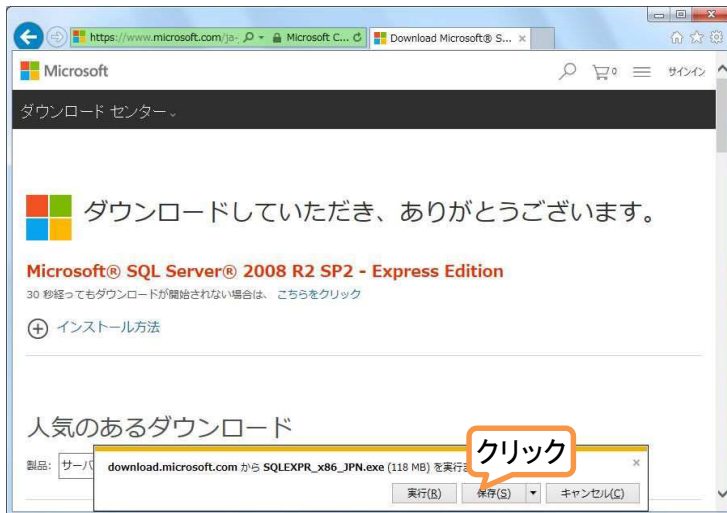 https://www.microsoft.com/ja- Microsoft C... Download Microsoft® S...
Microsoft 0 サインイン
ダウンロード センター
ダウンロードしていただき、ありがとうございます。
Microsoft® SQL Server® 2008 R2 SP2 - Express Edition
30 秒経ってもダウンロードが開始されない場合は、 こちらをクリック
インストール方法
人気のあるダウンロード
クリック
製品: サーバ
download.microsoft.com から SQLEXPR_x86_JPN.exe (118 MB) を実行
実行(R) 保存(S) キャンセル(C)